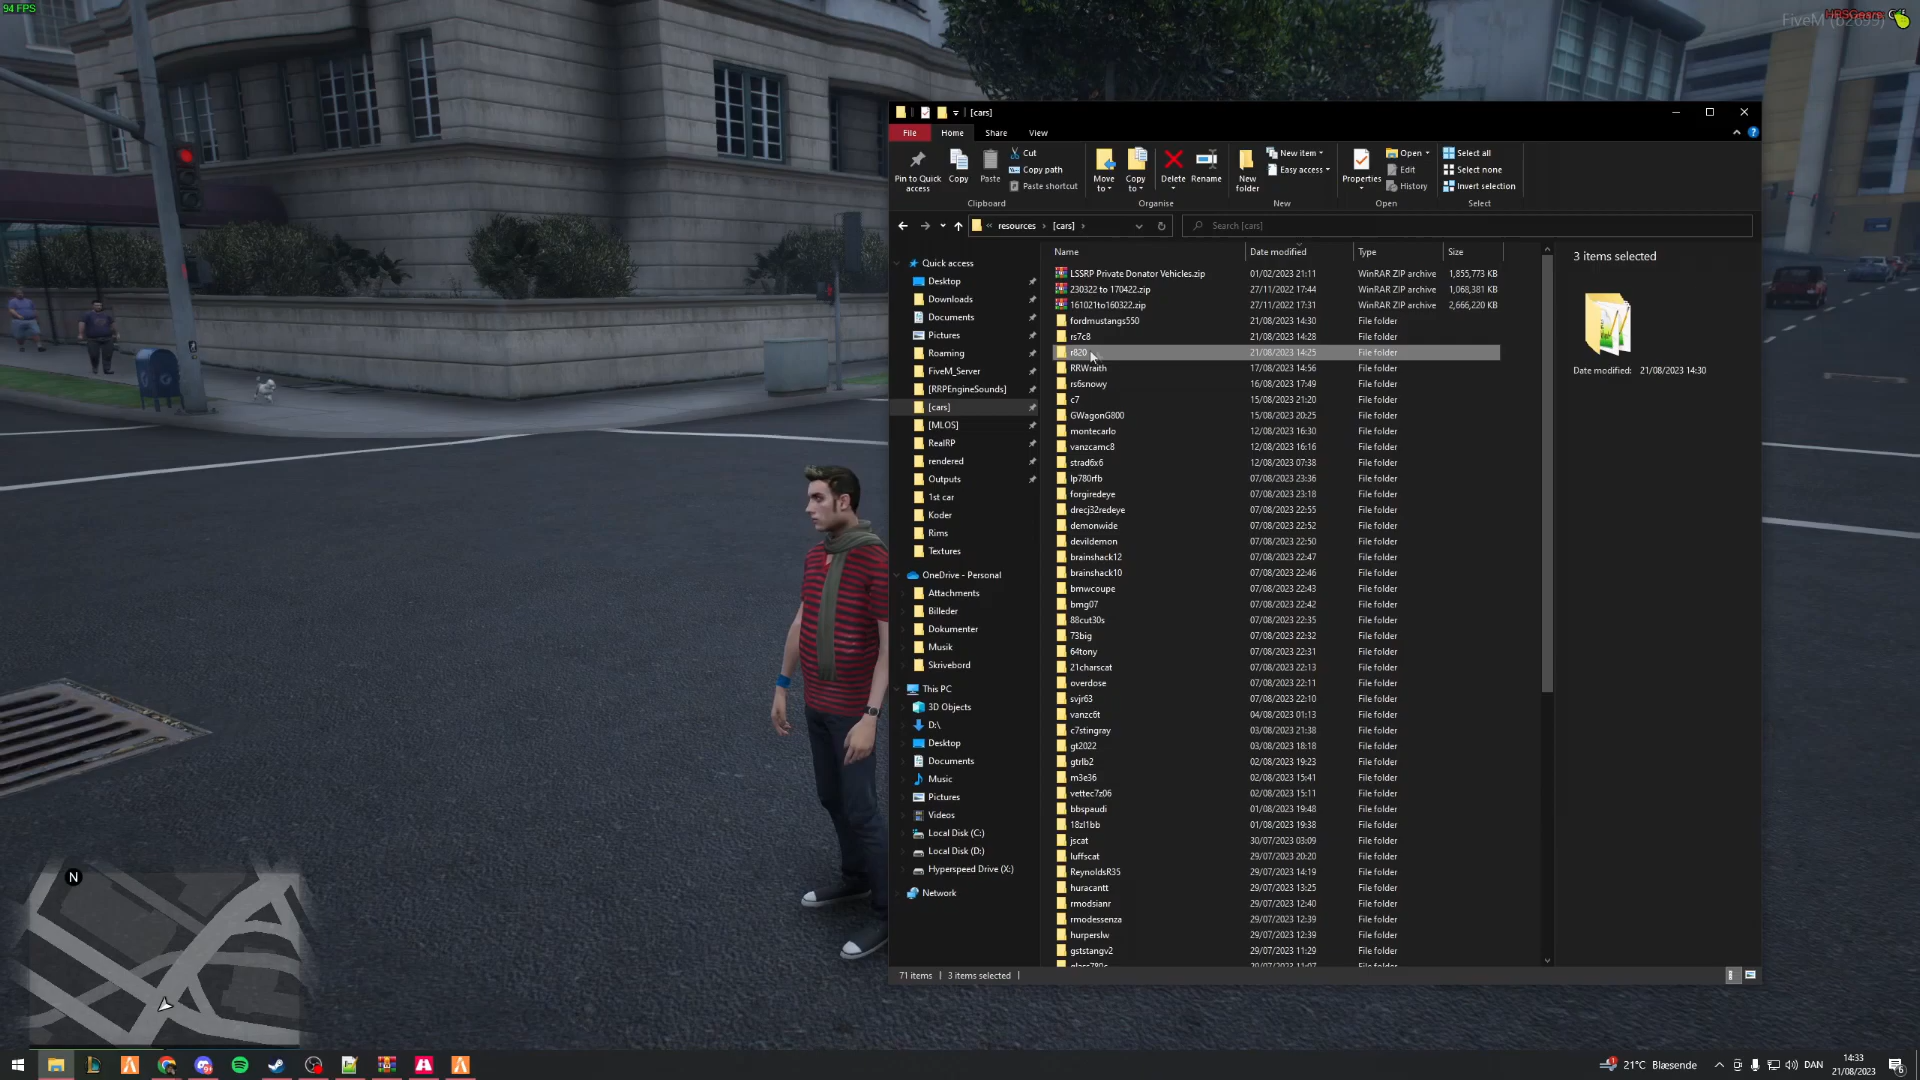 94 FPS
FiveM
[cars]
File Home Share View
Pin to Quick access
Copy
Paste
Cut
Copy path
Paste shortcut
Move to
Copy to
Delete
Rename
New folder
New item
Easy access
Properties
Open
Edit
History
Select all
Select none
Invert selection
Clipboard Organise New Open Select
« resources › [cars] ›
Search [cars]
Quick access
Desktop
Downloads
Documents
Pictures
Roaming
FiveM_Server
[RRPEngineSounds]
[cars]
[MLOS]
RealRP
rendered
Outputs
1st car
Koder
Rims
Textures
OneDrive - Personal
Attachments
Billeder
Dokumenter
Musik
Skrivebord
This PC
3D Objects
D:\
Desktop
Documents
Music
Pictures
Videos
Local Disk (C:)
Local Disk (D:)
Hyperspeed Drive (X:)
Network
Name Date modified Type Size
LSSRP Private Donator Vehicles.zip 01/02/2023 21:11 WinRAR ZIP archive 1,855,773 KB
230322 to 170422.zip 27/11/2022 17:44 WinRAR ZIP archive 1,068,381 KB
161021to160322.zip 27/11/2022 17:31 WinRAR ZIP archive 2,666,220 KB
fordmustangs550 21/08/2023 14:30 File folder
rs7c8 21/08/2023 14:28 File folder
r820 21/08/2023 14:25 File folder
RRWraith 17/08/2023 14:56 File folder
rs6snowy 16/08/2023 17:49 File folder
c7 15/08/2023 21:20 File folder
GWagonG800 15/08/2023 20:25 File folder
montecarlo 12/08/2023 16:30 File folder
vanzcamc8 12/08/2023 16:16 File folder
strad6x6 12/08/2023 07:38 File folder
lp780rfb 07/08/2023 23:36 File folder
forgiredeye 07/08/2023 23:18 File folder
drecj32redeye 07/08/2023 22:55 File folder
demonwide 07/08/2023 22:52 File folder
devildemon 07/08/2023 22:50 File folder
brainshack12 07/08/2023 22:47 File folder
brainshack10 07/08/2023 22:46 File folder
bmwcoupe 07/08/2023 22:43 File folder
bmg07 07/08/2023 22:42 File folder
88cut30s 07/08/2023 22:35 File folder
73big 07/08/2023 22:32 File folder
64tony 07/08/2023 22:31 File folder
21charscat 07/08/2023 22:13 File folder
overdose 07/08/2023 22:11 File folder
svjr63 07/08/2023 22:10 File folder
vanzc6t 04/08/2023 01:13 File folder
c7stingray 03/08/2023 21:38 File folder
gt2022 03/08/2023 18:18 File folder
gtrlb2 02/08/2023 19:23 File folder
m3e36 02/08/2023 15:41 File folder
vettec7z06 02/08/2023 15:11 File folder
bbspaudi 01/08/2023 19:48 File folder
18zl1bb 01/08/2023 19:38 File folder
jscat 30/07/2023 03:09 File folder
luffscat 29/07/2023 20:20 File folder
ReynoldsR35 29/07/2023 14:19 File folder
huracantt 29/07/2023 13:25 File folder
rmodsianr 29/07/2023 12:40 File folder
rmodessenza 29/07/2023 12:39 File folder
hurperslw 29/07/2023 12:39 File folder
gststangv2 29/07/2023 11:29 File folder
3 items selected
Date modified: 21/08/2023 14:30
71 items 3 items selected
N
21°C Blæsende
DAN
14:33
21/08/2023